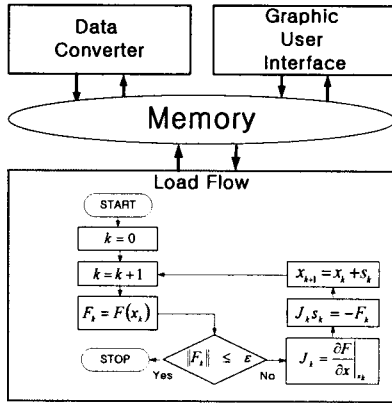 Data
Converter
Graphic
User
Interface
Memory
Load Flow
START
k = 0
k = k + 1
F_k = F(x_k)
‖F_k‖ ≤ ε
Yes
No
STOP
x_{k+1} = x_k + s_k
J_k s_k = −F_k
J_k = ∂F/∂x|_{x_k}